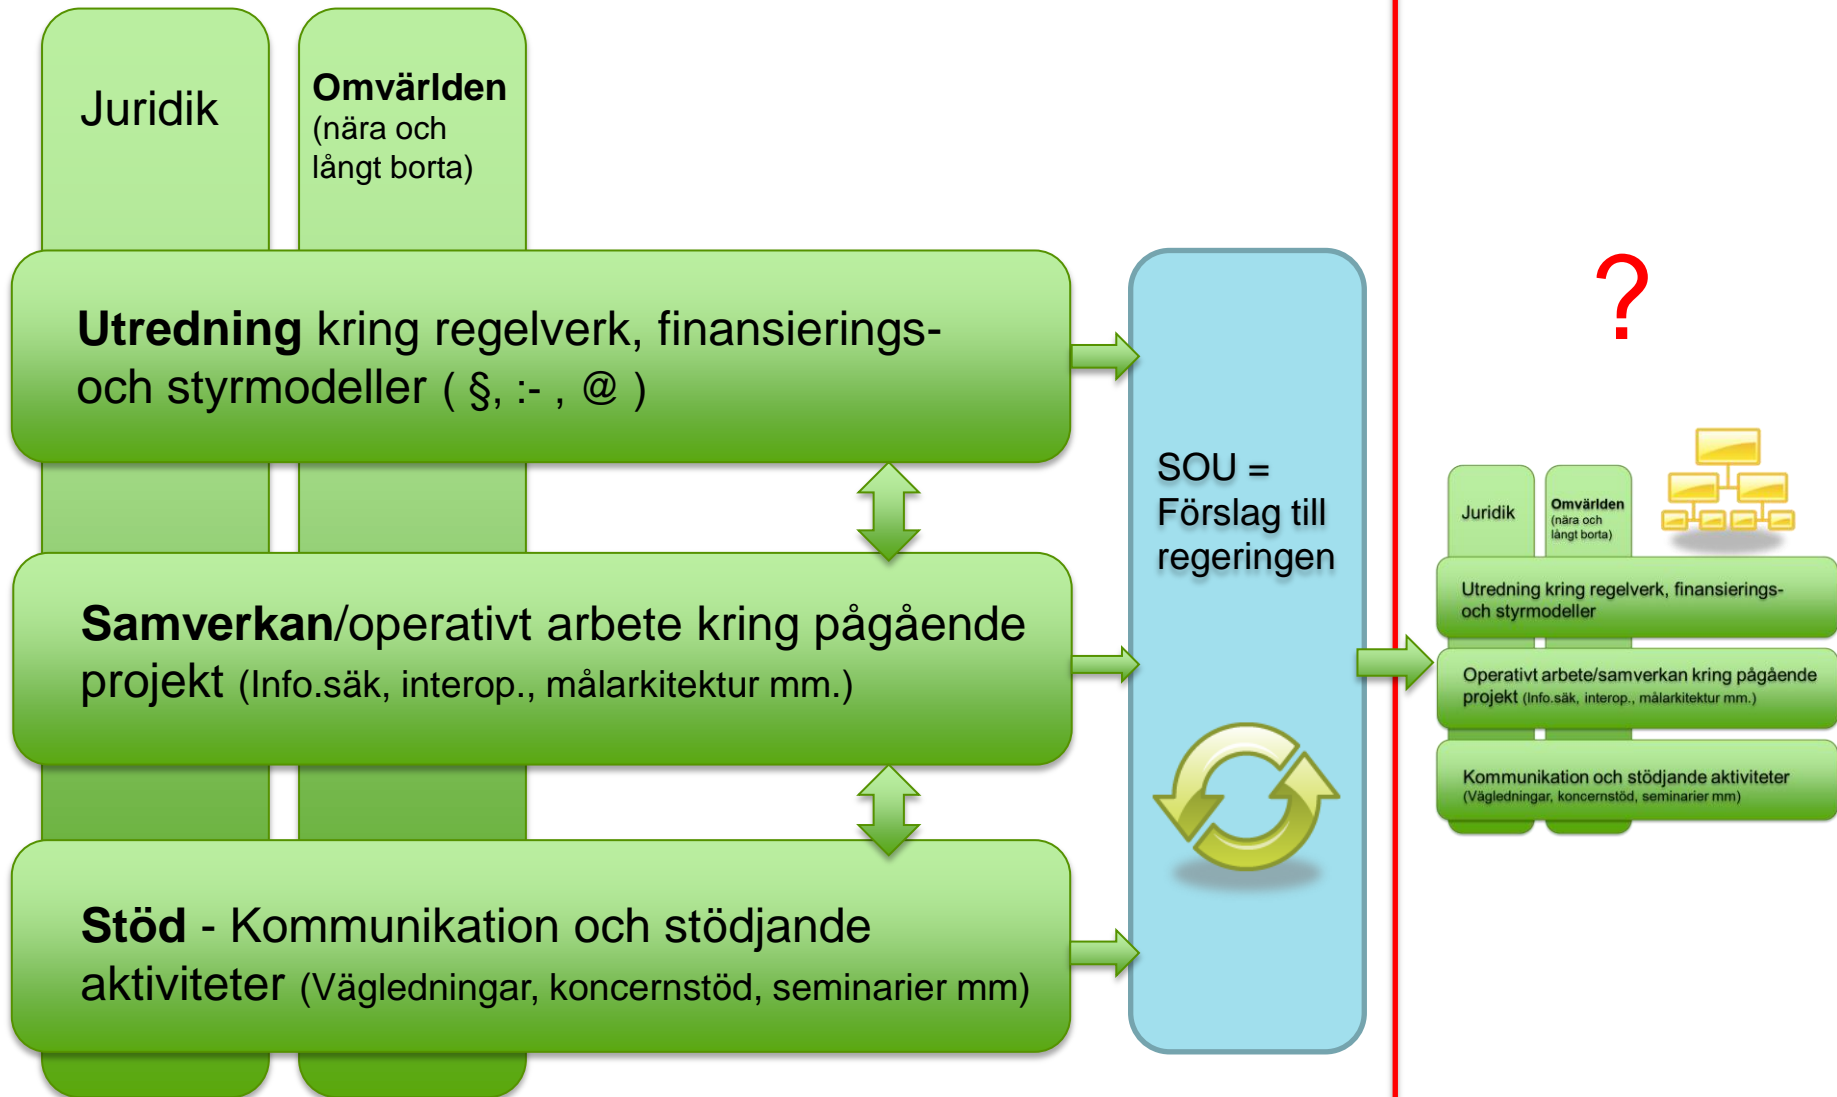 Juridik
Omvärlden
(nära och
långt borta)
Utredning kring regelverk, finansierings-
och styrmodeller ( §, :- , @ )
Samverkan/operativt arbete kring pågående
projekt (Info.säk, interop., målarkitektur mm.)
Stöd - Kommunikation och stödjande
aktiviteter (Vägledningar, koncernstöd, seminarier mm)
SOU =
Förslag till
regeringen
?
Juridik
Omvärlden
(nära och
långt borta)
Utredning kring regelverk, finansierings-
och styrmodeller
Operativt arbete/samverkan kring pågående
projekt (Info.säk, interop., målarkitektur mm.)
Kommunikation och stödjande aktiviteter
(Vägledningar, koncernstöd, seminarier mm)